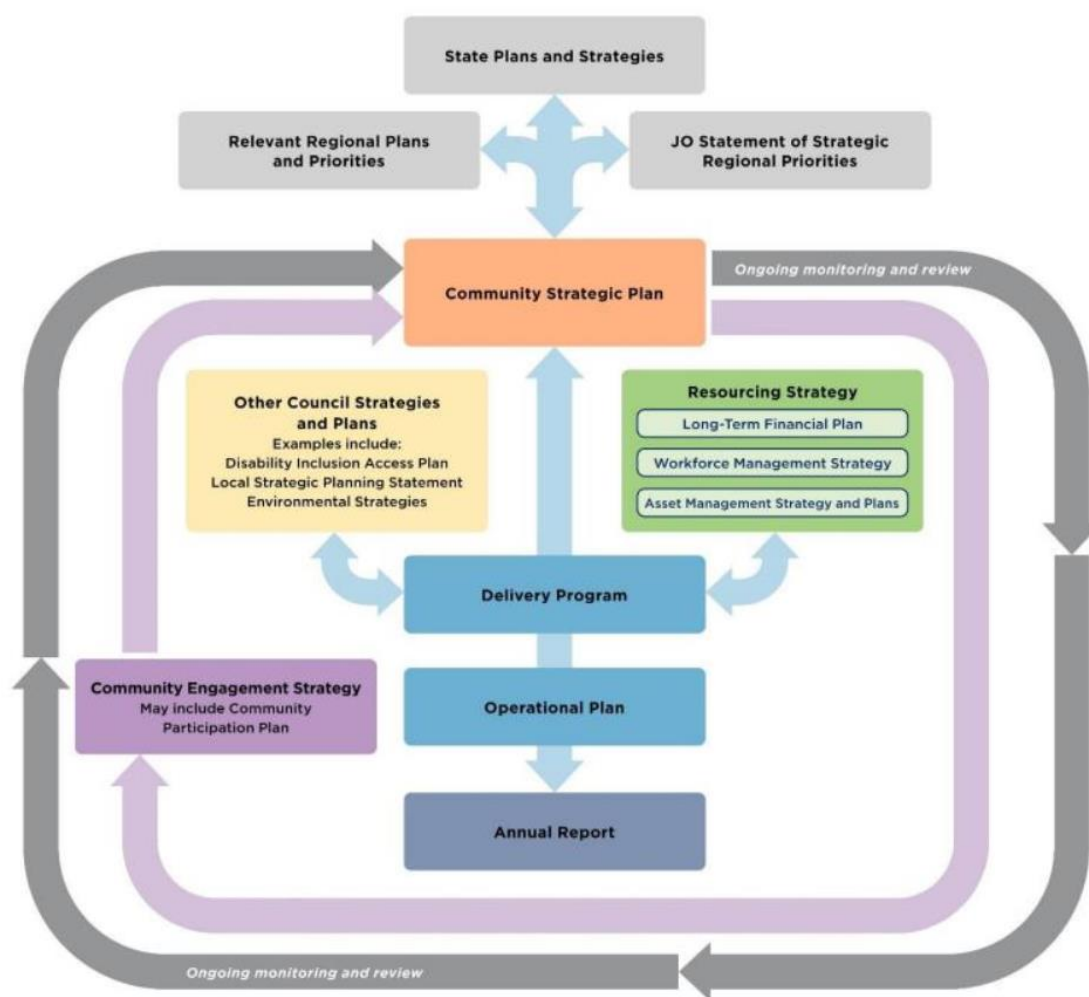 State Plans and Strategies
Relevant Regional Plans
and Priorities
JO Statement of Strategic
Regional Priorities
Community Strategic Plan
Ongoing monitoring and review
Other Council Strategies
and Plans
Examples include:
Disability Inclusion Access Plan
Local Strategic Planning Statement
Environmental Strategies
Resourcing Strategy
Long-Term Financial Plan
Workforce Management Strategy
Asset Management Strategy and Plans
Delivery Program
Community Engagement Strategy
May include Community
Participation Plan
Operational Plan
Annual Report
Ongoing monitoring and review